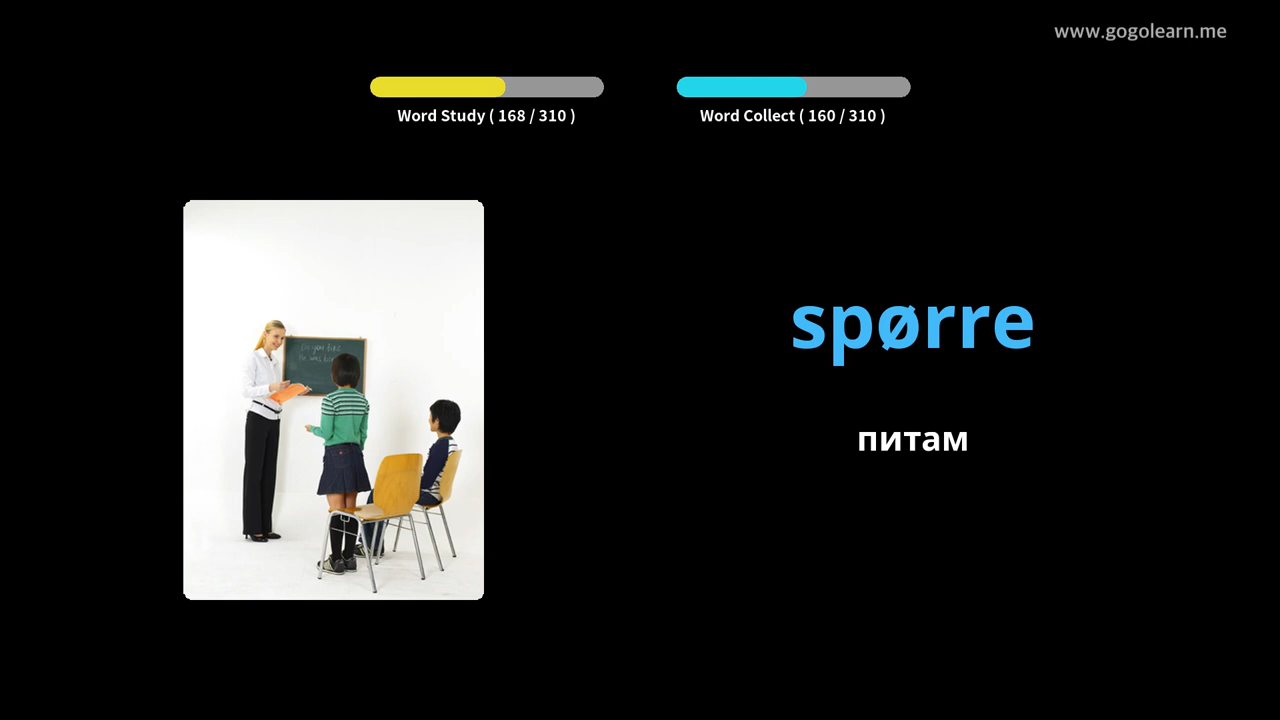 www.gogolearn.me
Word Study ( 168 / 310 )
Word Collect ( 160 / 310 )
spørre
питам